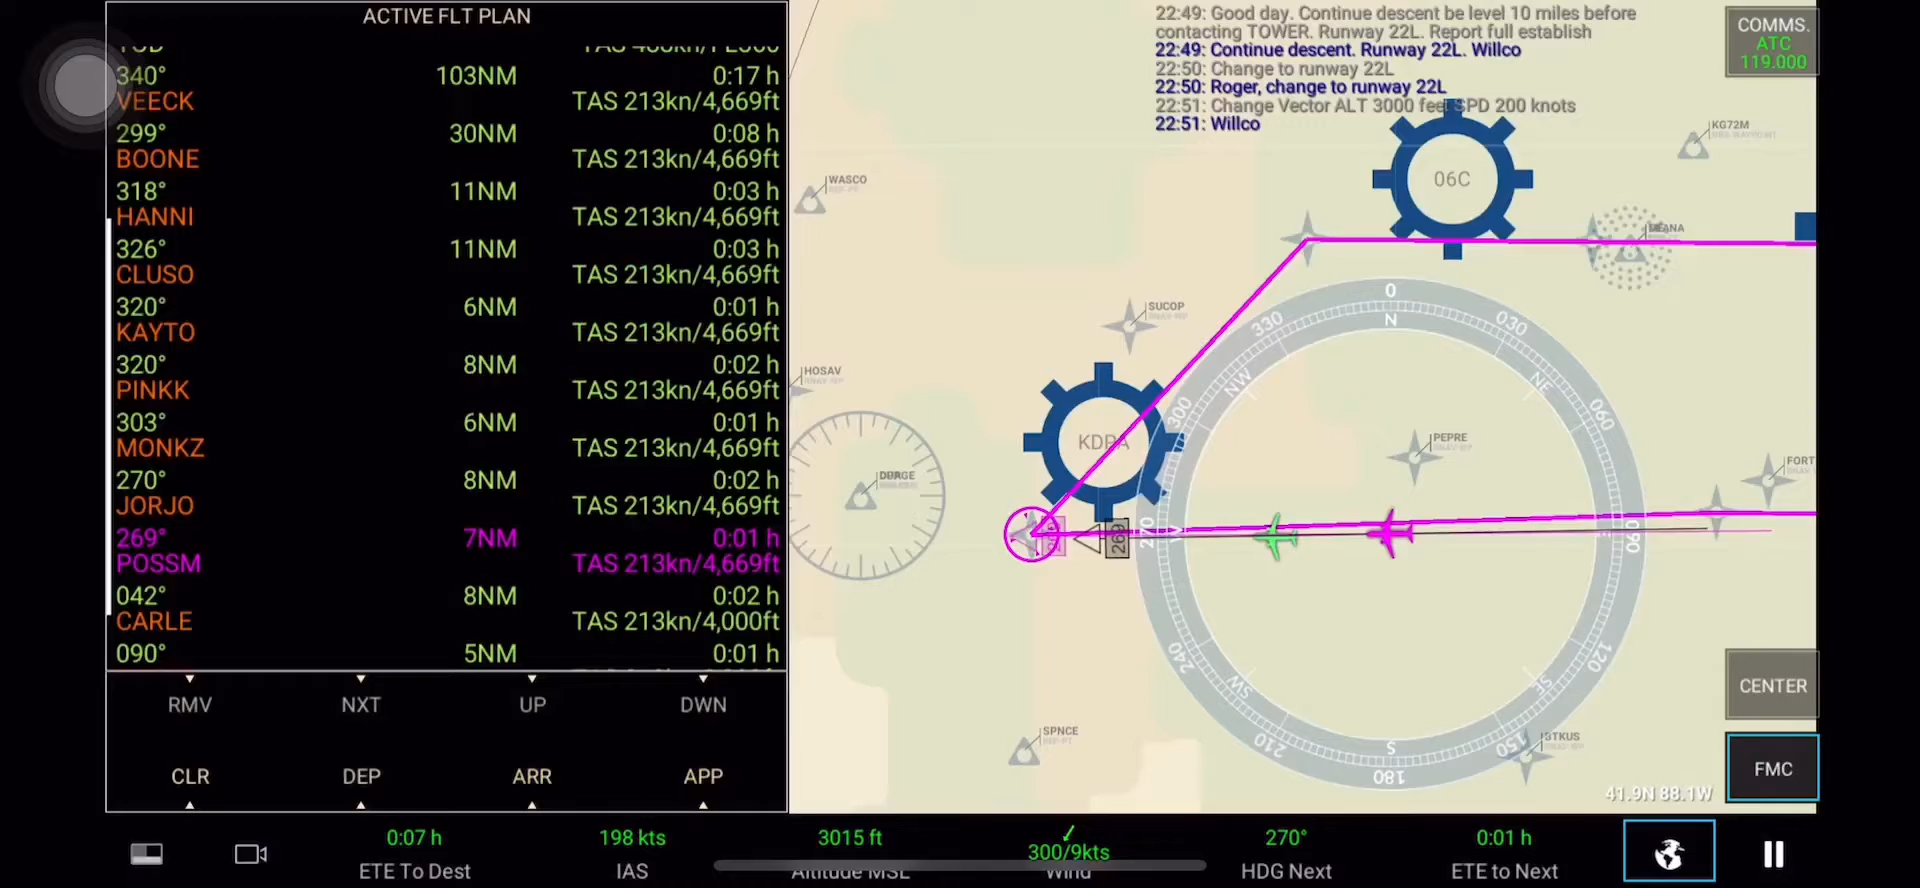 ACTIVE FLT PLAN
340° 103NM 0:17 h
VEECK TAS 213kn/4,669ft
299° 30NM 0:08 h
BOONE TAS 213kn/4,669ft
318° 11NM 0:03 h
HANNI TAS 213kn/4,669ft
326° 11NM 0:03 h
CLUSO TAS 213kn/4,669ft
320° 6NM 0:01 h
KAYTO TAS 213kn/4,669ft
320° 8NM 0:02 h
PINKK TAS 213kn/4,669ft
303° 6NM 0:01 h
MONKZ TAS 213kn/4,669ft
270° 8NM 0:02 h
JORJO TAS 213kn/4,669ft
269° 7NM 0:01 h
POSSM TAS 213kn/4,669ft
042° 8NM 0:02 h
CARLE TAS 213kn/4,000ft
090° 5NM 0:01 h
RMV NXT UP DWN
CLR DEP ARR APP
22:49: Good day. Continue descent be level 10 miles before
contacting TOWER. Runway 22L. Report full establish
22:49: Continue descent. Runway 22L. Willco
22:50: Change to runway 22L
22:50: Roger, change to runway 22L
22:51: Change Vector ALT 3000 feet SPD 200 knots
22:51: Willco
COMMS.
ATC
119.000
KG72M
WASCO
06C
SUCOP
HOSAV
KDPA
PEPRE
FORT
SPNCE
0
N
030
NE
060
090
120
SE
150
S
180
210
SW
240
270
W
300
NW
330
269
CENTER
FMC
41.9N 88.1W
0:07 h
ETE To Dest
198 kts
IAS
3015 ft
Altitude MSL
300/9kts
Wind
270°
HDG Next
0:01 h
ETE to Next